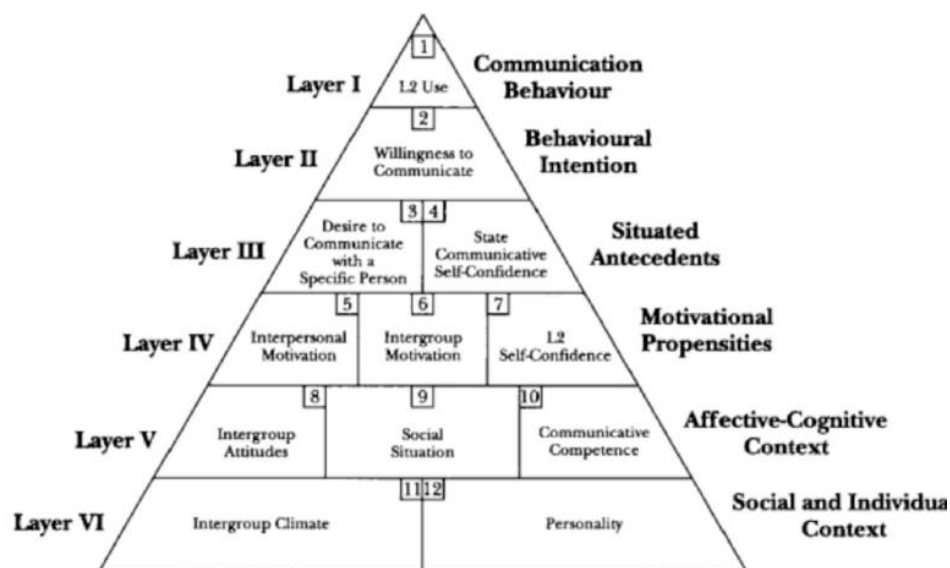 1
Layer I
L2 Use
Communication
Behaviour
2
Layer II
Willingness to
Communicate
Behavioural
Intention
3 4
Layer III
Desire to
Communicate
with a
Specific Person
State
Communicative
Self-Confidence
Situated
Antecedents
5 6 7
Layer IV
Interpersonal
Motivation
Intergroup
Motivation
L2
Self-Confidence
Motivational
Propensities
8 9 10
Layer V
Intergroup
Attitudes
Social
Situation
Communicative
Competence
Affective-Cognitive
Context
11 12
Layer VI
Intergroup Climate
Personality
Social and Individua
Context